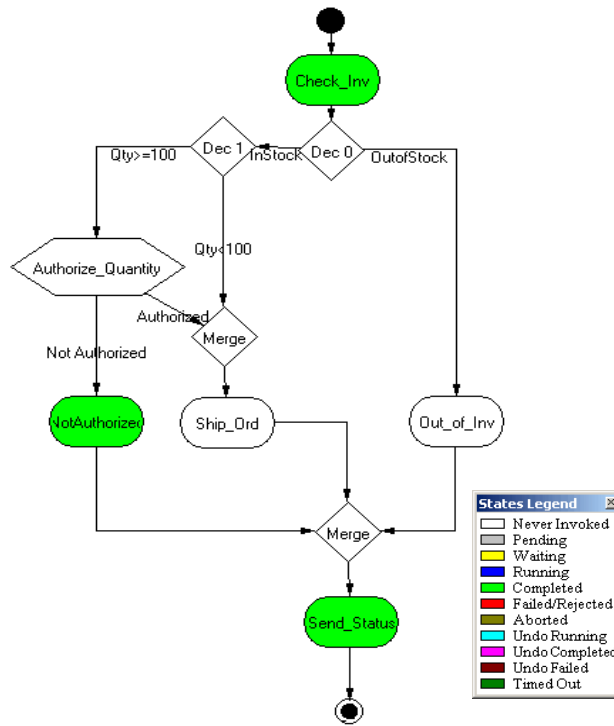 Check_Inv
Dec 1
Dec 0
Qty>=100
InStock
OutofStock
Qty<100
Authorize_Quantity
Authorized
Merge
Not Authorized
NotAuthorized
Ship_Ord
Out_of_Inv
Merge
Send_Status
States Legend
Never Invoked
Pending
Waiting
Running
Completed
Failed/Rejected
Aborted
Undo Running
Undo Completed
Undo Failed
Timed Out